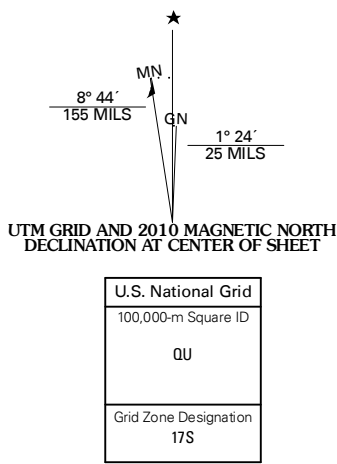 MN
8° 44´
155 MILS
GN
1° 24´
25 MILS
UTM GRID AND 2010 MAGNETIC NORTH
DECLINATION AT CENTER OF SHEET
U.S. National Grid
100,000-m Square ID
QU
Grid Zone Designation
17S